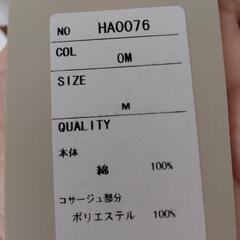 NO HA0076
COL
OM
SIZE
M
QUALITY
本体
綿 100%
コサージュ部分
ポリエステル 100%